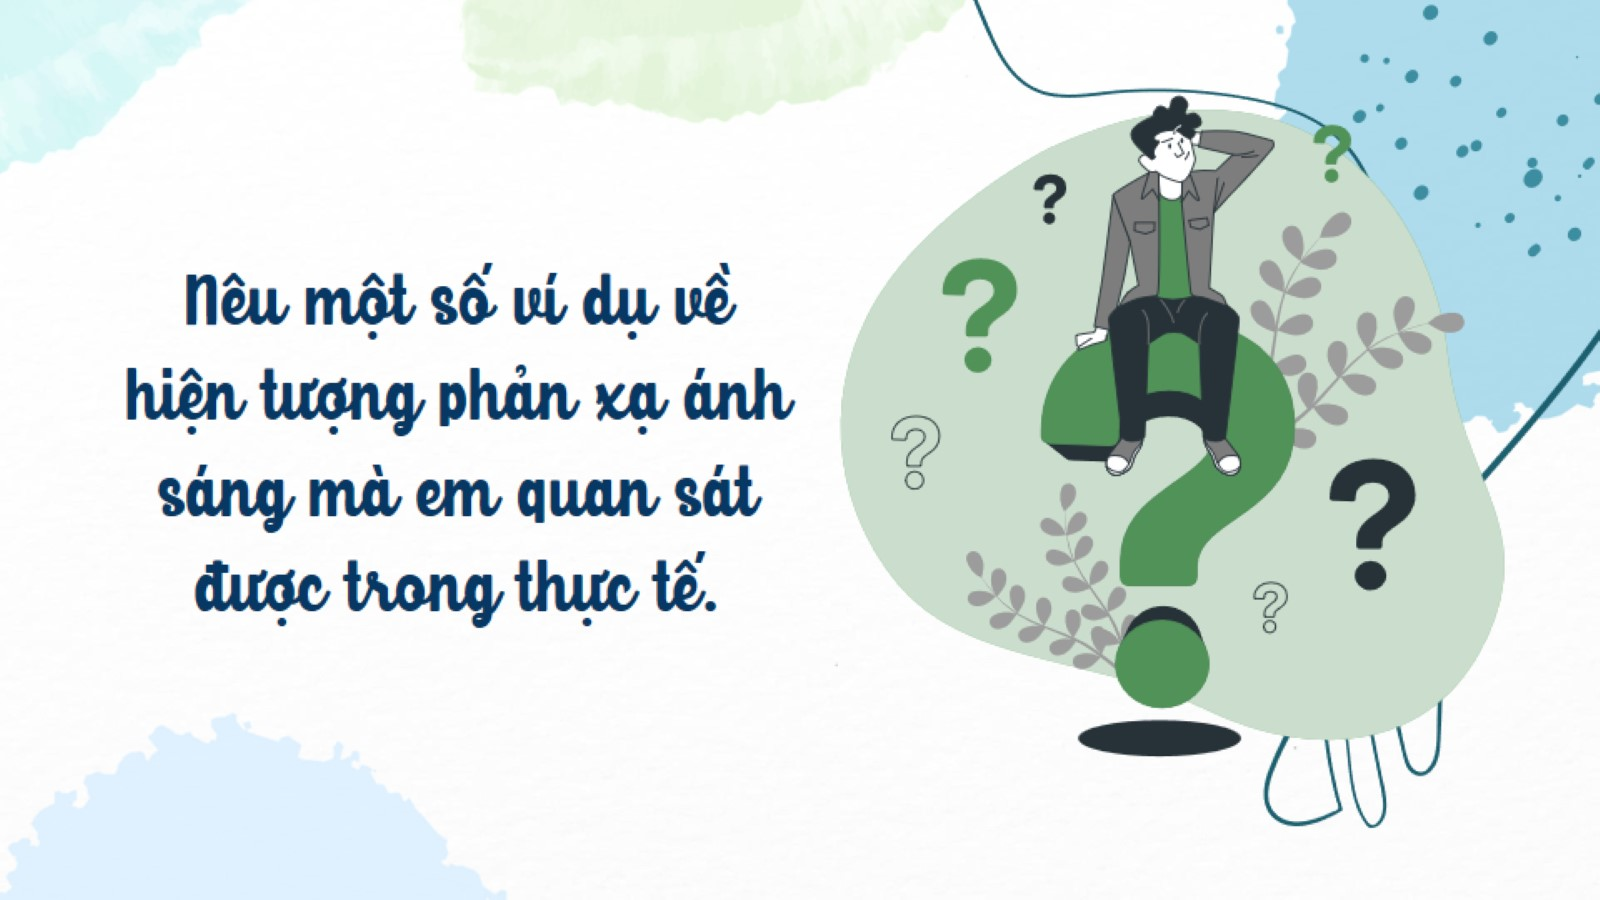 Nêu một số ví dụ về
hiện tượng phản xạ ánh
sáng mà em quan sát
được trong thực tế.